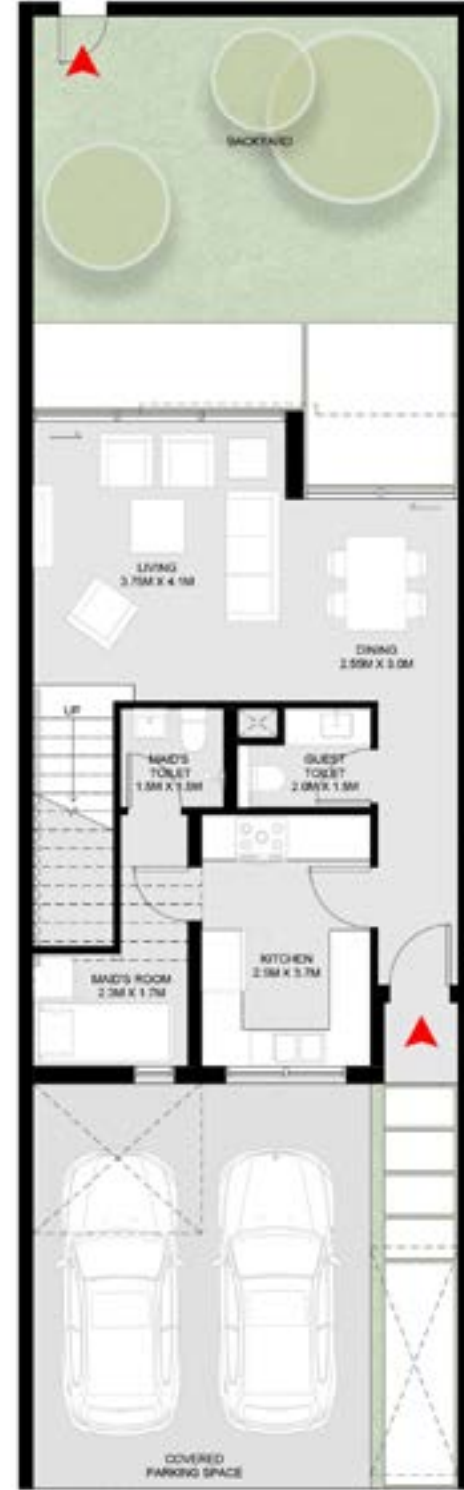 BACKYARD
LIVING
3.75M X 4.1M
DINING
2.55M X 3.0M
UP
MAID'S
TOILET
1.5M X 1.5M
GUEST
TOILET
2.0M X 1.5M
KITCHEN
2.5M X 3.7M
MAID'S ROOM
2.3M X 1.7M
COVERED
PARKING SPACE